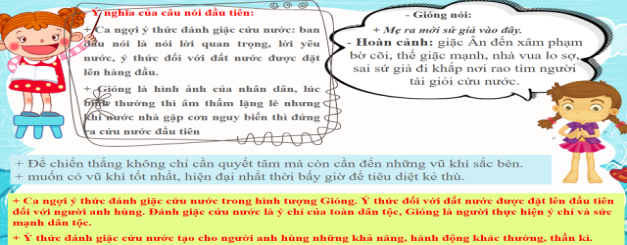 Ý nghĩa của câu nói đầu tiên:
+ Ca ngợi ý thức đánh giặc cứu nước: ban
đầu nói là nói lời quan trọng, lời yêu
nước, ý thức đối với đất nước được đặt
lên hàng đầu.
+ Gióng là hình ảnh của nhân dân, lúc
bình thường thì âm thầm lặng lẽ nhưng
khi nước nhà gặp cơn nguy biến thì đứng
ra cứu nước đầu tiên
- Gióng nói:
+ Mẹ ra mời sứ giả vào đây.
- Hoàn cảnh: giặc Ân đến xâm phạm
bờ cõi, thế giặc mạnh, nhà vua lo sợ,
sai sứ giả đi khắp nơi rao tìm người
tài giỏi cứu nước.
+ Để chiến thắng không chỉ cần quyết tâm mà còn cần đến những vũ khí sắc bén.
+ muốn có vũ khí tốt nhất, hiện đại nhất thời bấy giờ để tiêu diệt kẻ thù.
+ Ca ngợi ý thức đánh giặc cứu nước trong hình tượng Gióng. Ý thức đối với đất nước được đặt lên đầu tiên
đối với người anh hùng. Đánh giặc cứu nước là ý chí của toàn dân tộc, Gióng là người thực hiện ý chí và sức
mạnh dân tộc.
+ Ý thức đánh giặc cứu nước tạo cho người anh hùng những khả năng, hành động khác thường, thần kì.